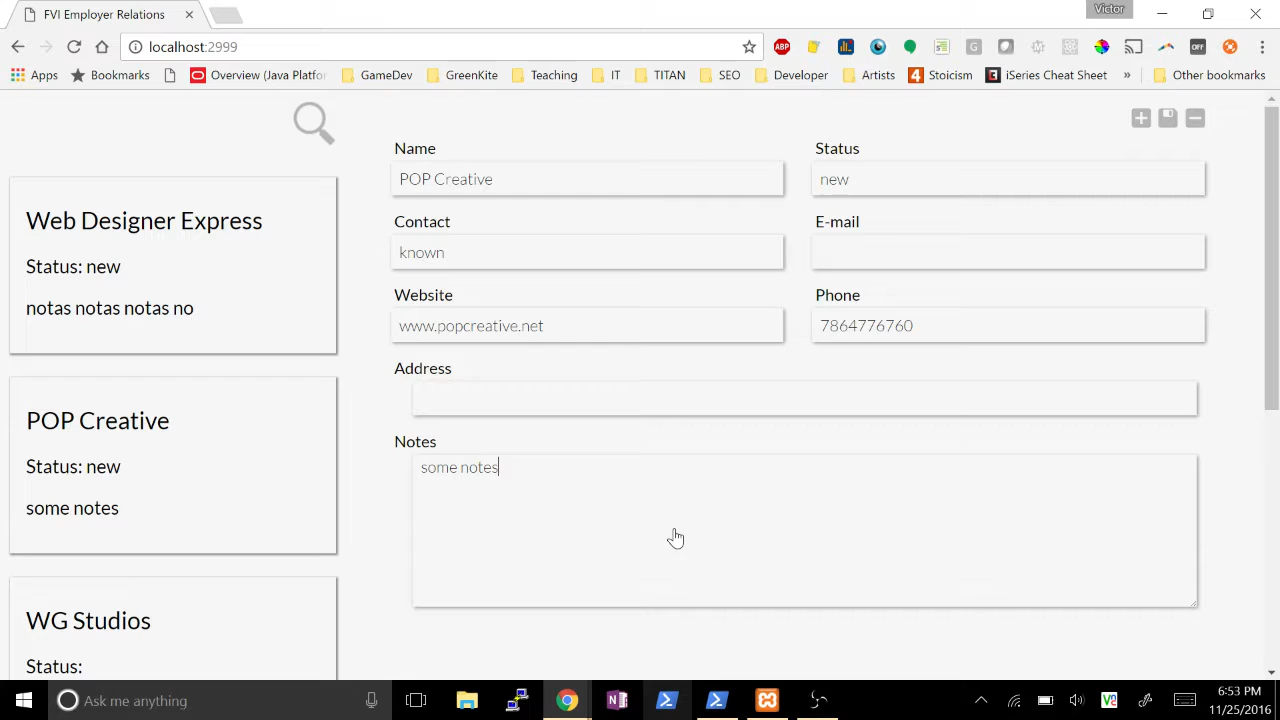 FVI Employer Relations
Victor
localhost:2999
ABP
G
OFF
Apps
Bookmarks
Overview (Java Platfor
GameDev
GreenKite
Teaching
IT
TITAN
SEO
Developer
Artists
4
Stoicism
iSeries Cheat Sheet
»
Other bookmarks
Name
Status
POP Creative
new
Contact
E-mail
known
Website
Phone
www.popcreative.net
7864776760
Address
Notes
some notes
Web Designer Express
Status: new
notas notas notas no
POP Creative
Status: new
some notes
WG Studios
Status:
Ask me anything
6:53 PM
11/25/2016